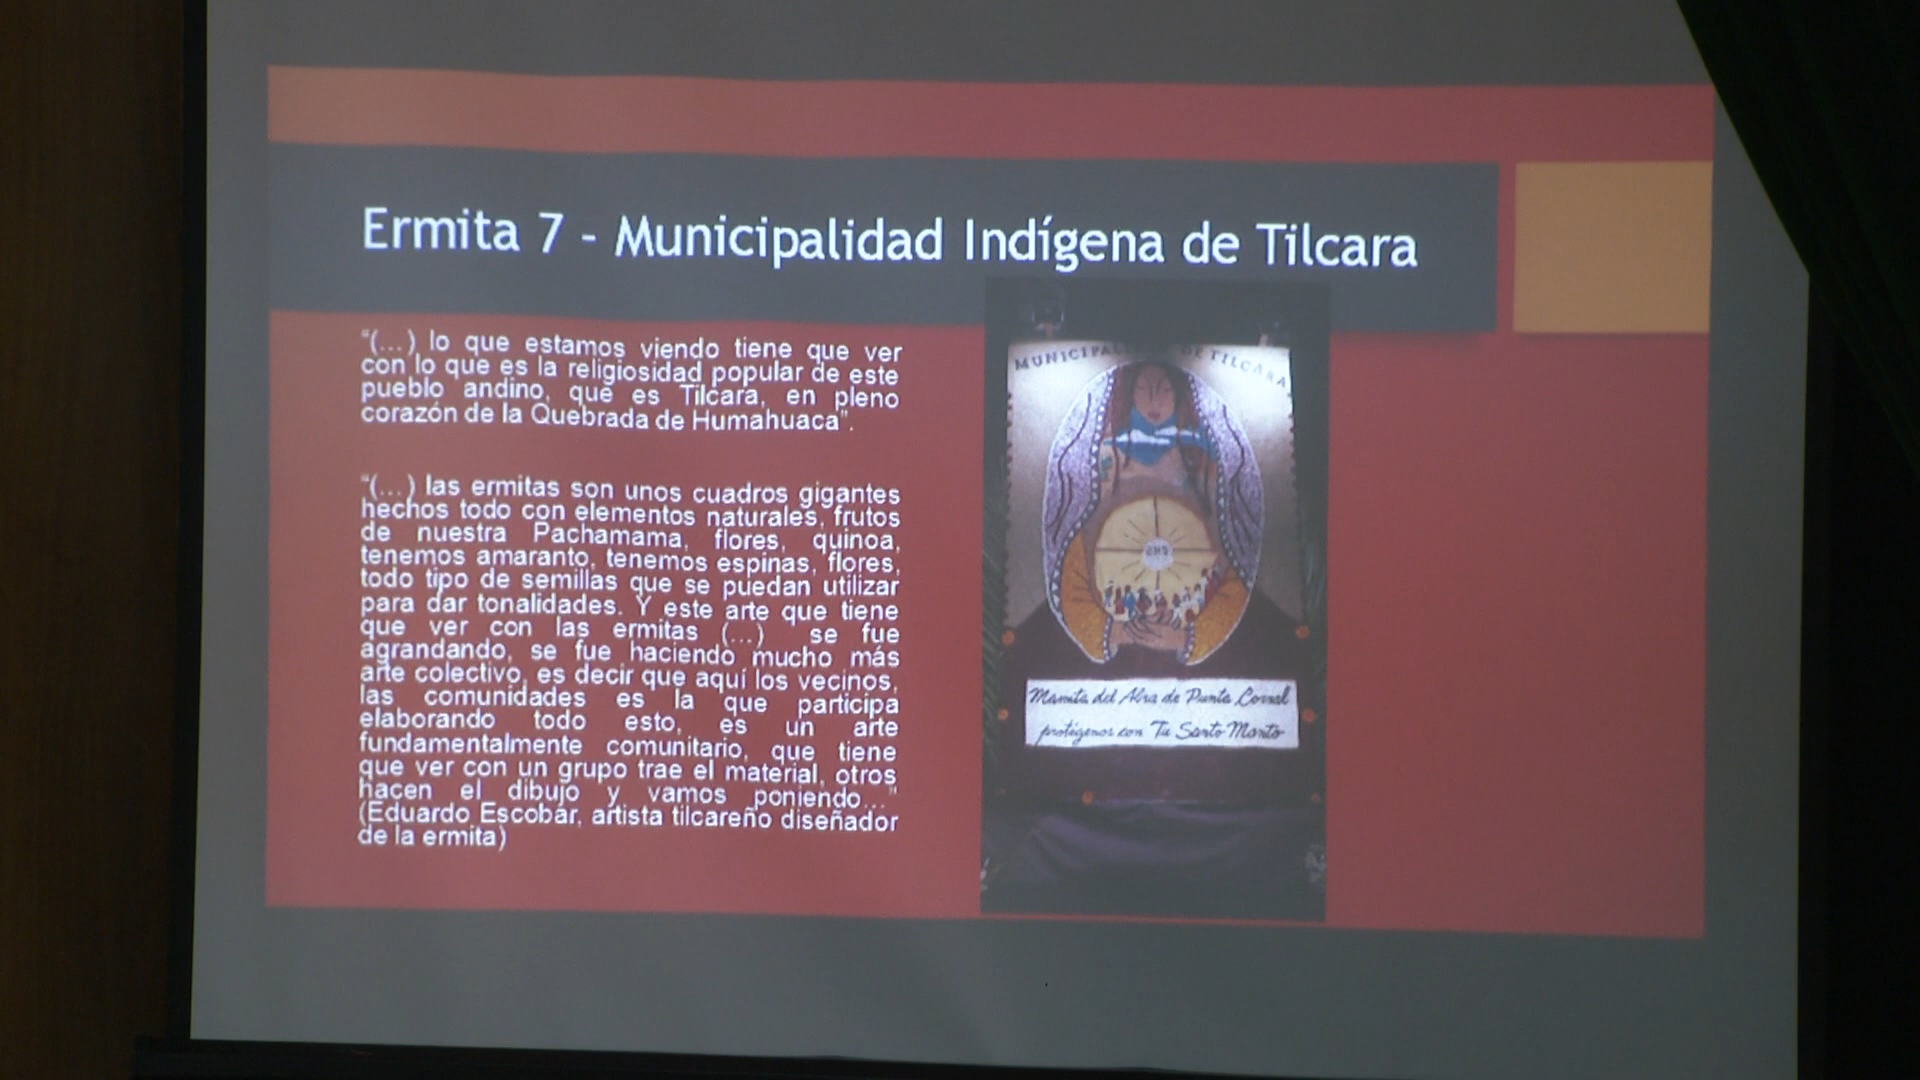 Ermita 7 - Municipalidad Indígena de Tilcara
“(...) lo que estamos viendo tiene que ver
con lo que es la religiosidad popular de este
pueblo andino, que es Tilcara, en pleno
corazón de la Quebrada de Humahuaca”.
“(...) las ermitas son unos cuadros gigantes
hechos todo con elementos naturales, frutos
de nuestra Pachamama, flores, quinoa,
tenemos amaranto, tenemos espinas, flores,
todo tipo de semillas que se puedan utilizar
para dar tonalidades. Y este arte que tiene
que ver con las ermitas (...) se fue
agrandando, se fue haciendo mucho más
arte colectivo, es decir que aquí los vecinos,
las comunidades es la que participa
elaborando todo esto, es un arte
fundamentalmente comunitario, que tiene
que ver con un grupo trae el material, otros
hacen el dibujo y vamos poniendo...”
(Eduardo Escobar, artista tilcareño diseñador
de la ermita)
DE TILCARA
Mamita del Abra de Punta Corral
protégenos con Tu Santo Manto